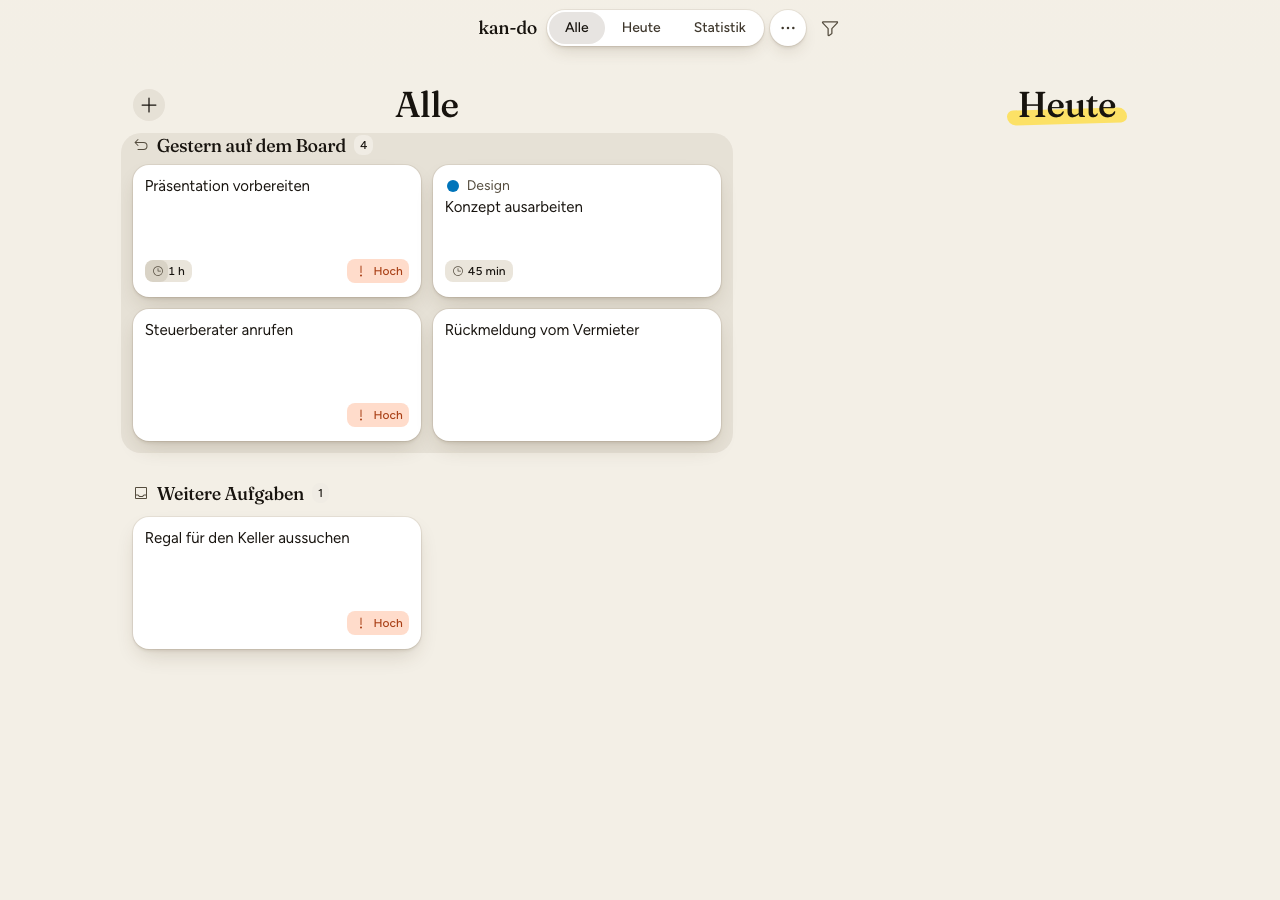 kan-do
Alle
Heute
Statistik
Alle
Heute
Gestern auf dem Board 4
Präsentation vorbereiten
1 h
Hoch
Design
Konzept ausarbeiten
45 min
Steuerberater anrufen
Hoch
Rückmeldung vom Vermieter
Weitere Aufgaben 1
Regal für den Keller aussuchen
Hoch